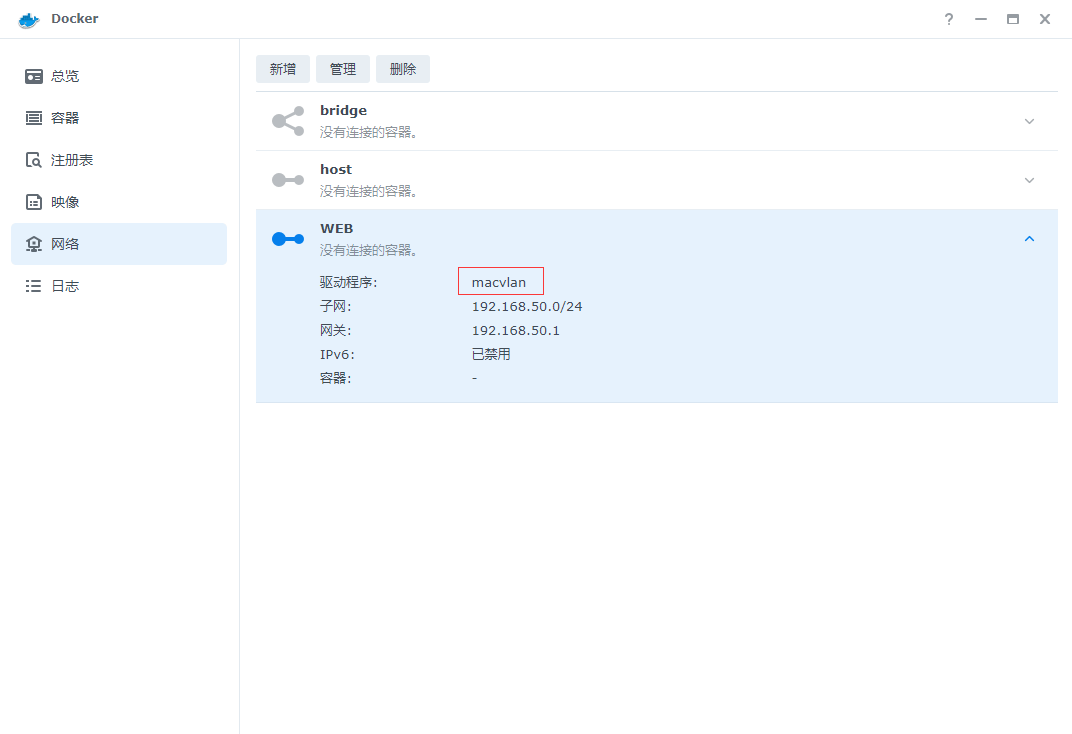 Docker
总览
容器
注册表
映像
网络
日志
新增 管理 删除
bridge
没有连接的容器。
host
没有连接的容器。
WEB
没有连接的容器。
驱动程序: macvlan
子网: 192.168.50.0/24
网关: 192.168.50.1
IPv6: 已禁用
容器: -